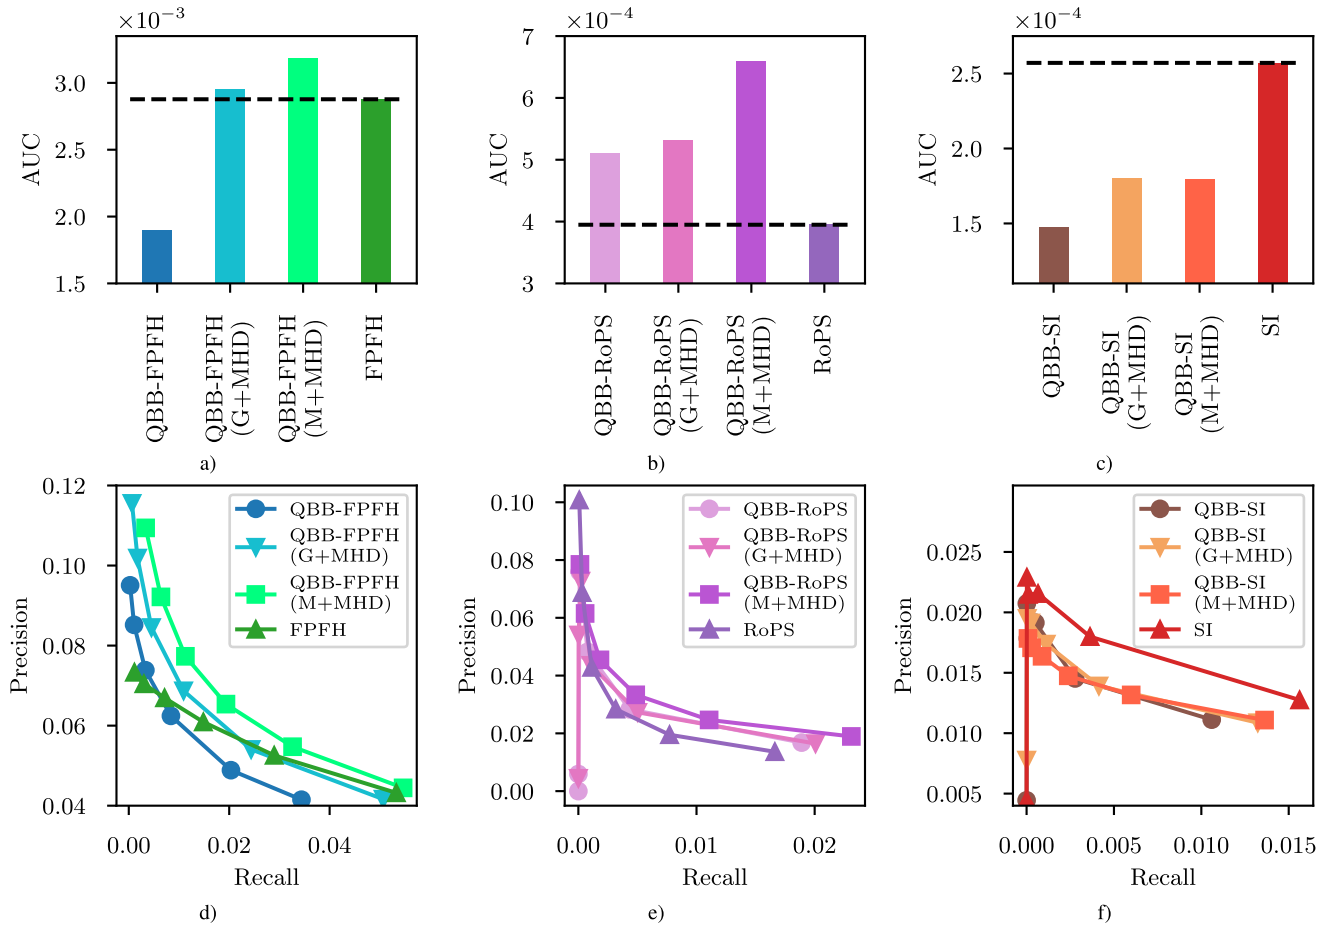 ×10⁻³
AUC
3.0
2.5
2.0
1.5
QBB-FPFH
QBB-FPFH
(G+MHD)
QBB-FPFH
(M+MHD)
FPFH
a)
×10⁻⁴
AUC
7
6
5
4
3
QBB-RoPS
QBB-RoPS
(G+MHD)
QBB-RoPS
(M+MHD)
RoPS
b)
×10⁻⁴
AUC
2.5
2.0
1.5
QBB-SI
QBB-SI
(G+MHD)
QBB-SI
(M+MHD)
SI
c)
Precision
0.12
0.10
0.08
0.06
0.04
QBB-FPFH
QBB-FPFH
(G+MHD)
QBB-FPFH
(M+MHD)
FPFH
0.00 0.02 0.04
Recall
d)
Precision
0.10
0.08
0.06
0.04
0.02
0.00
QBB-RoPS
QBB-RoPS
(G+MHD)
QBB-RoPS
(M+MHD)
RoPS
0.00 0.01 0.02
Recall
e)
Precision
0.025
0.020
0.015
0.010
0.005
QBB-SI
QBB-SI
(G+MHD)
QBB-SI
(M+MHD)
SI
0.000 0.005 0.010 0.015
Recall
f)